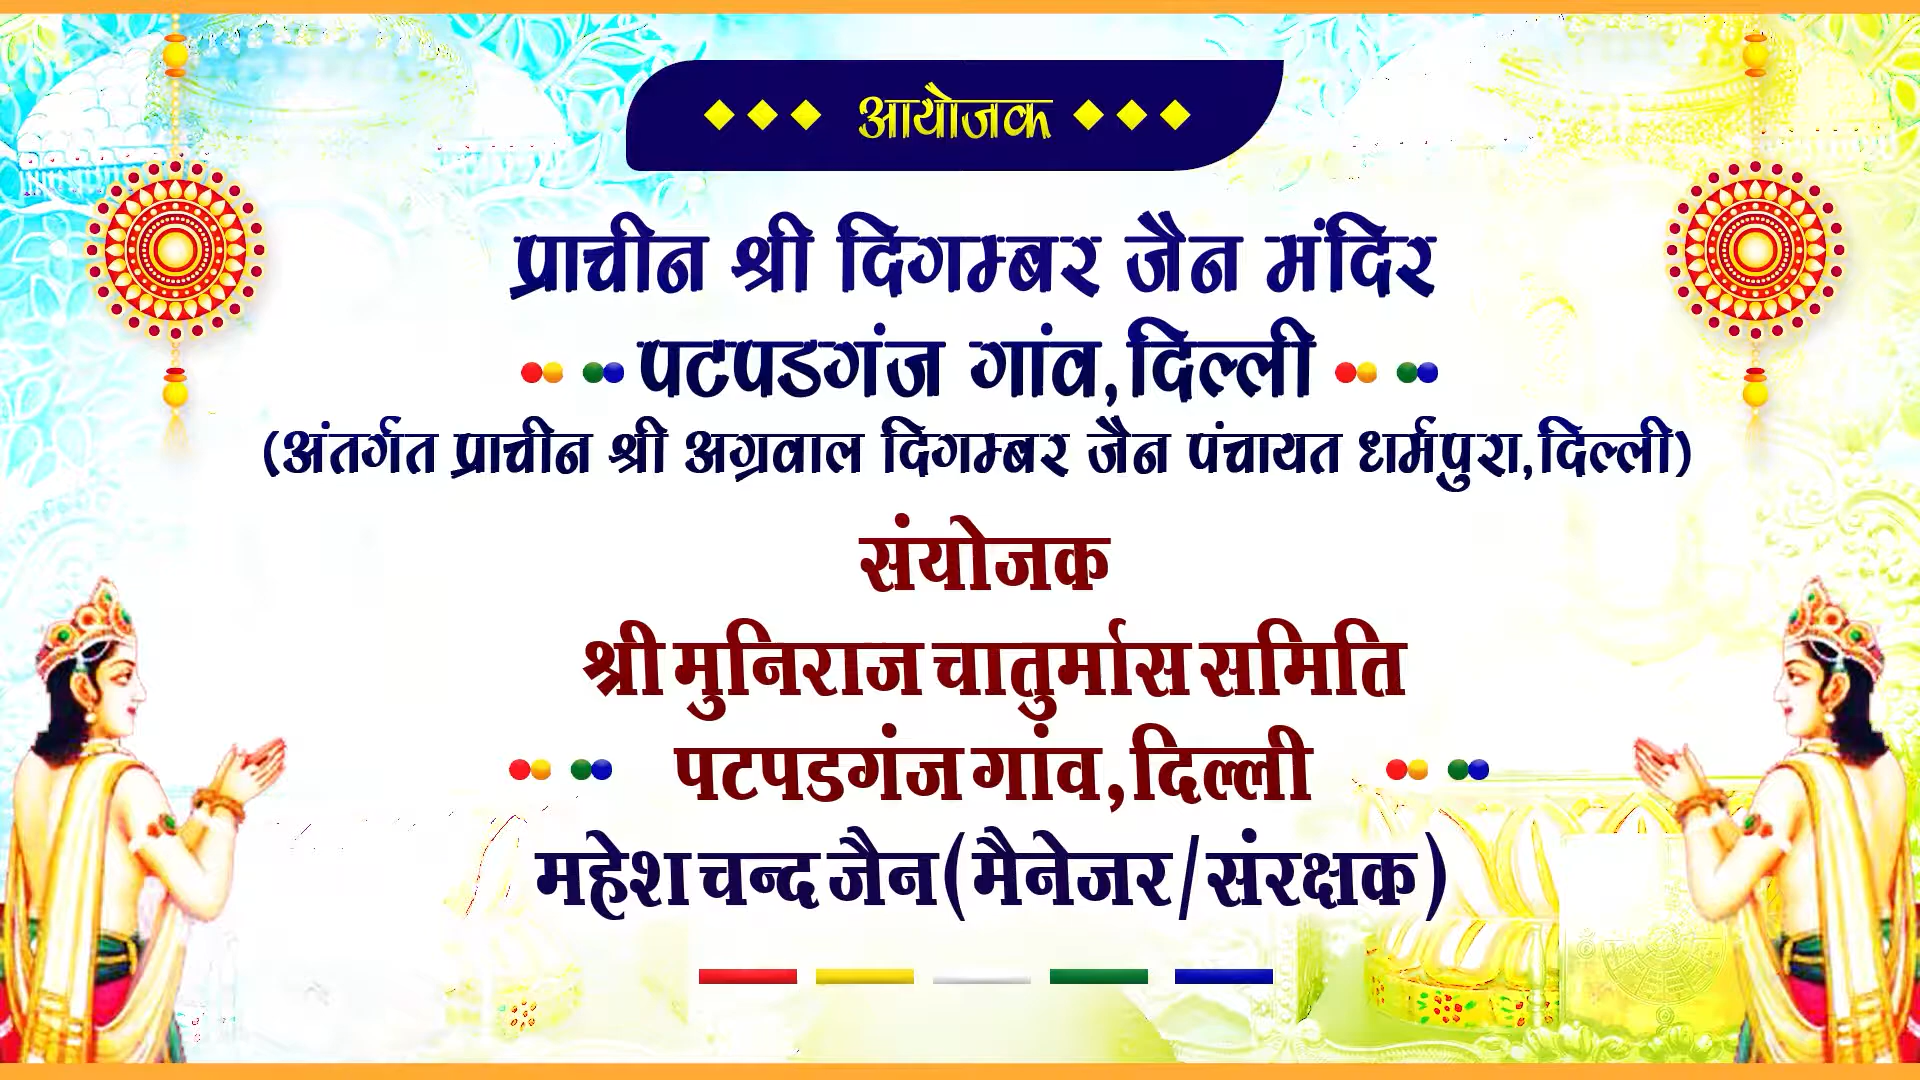 आयोजक
प्राचीन श्री दिगम्बर जैन मंदिर
पटपडगंज गांव,दिल्ली
(अंतर्गत प्राचीन श्री अग्रवाल दिगम्बर जैन पंचायत धर्मपुरा,दिल्ली)
संयोजक
श्री मुनिराज चातुर्मास समिति
पटपडगंज गांव,दिल्ली
महेश चन्द जैन(मैनेजर/संरक्षक)